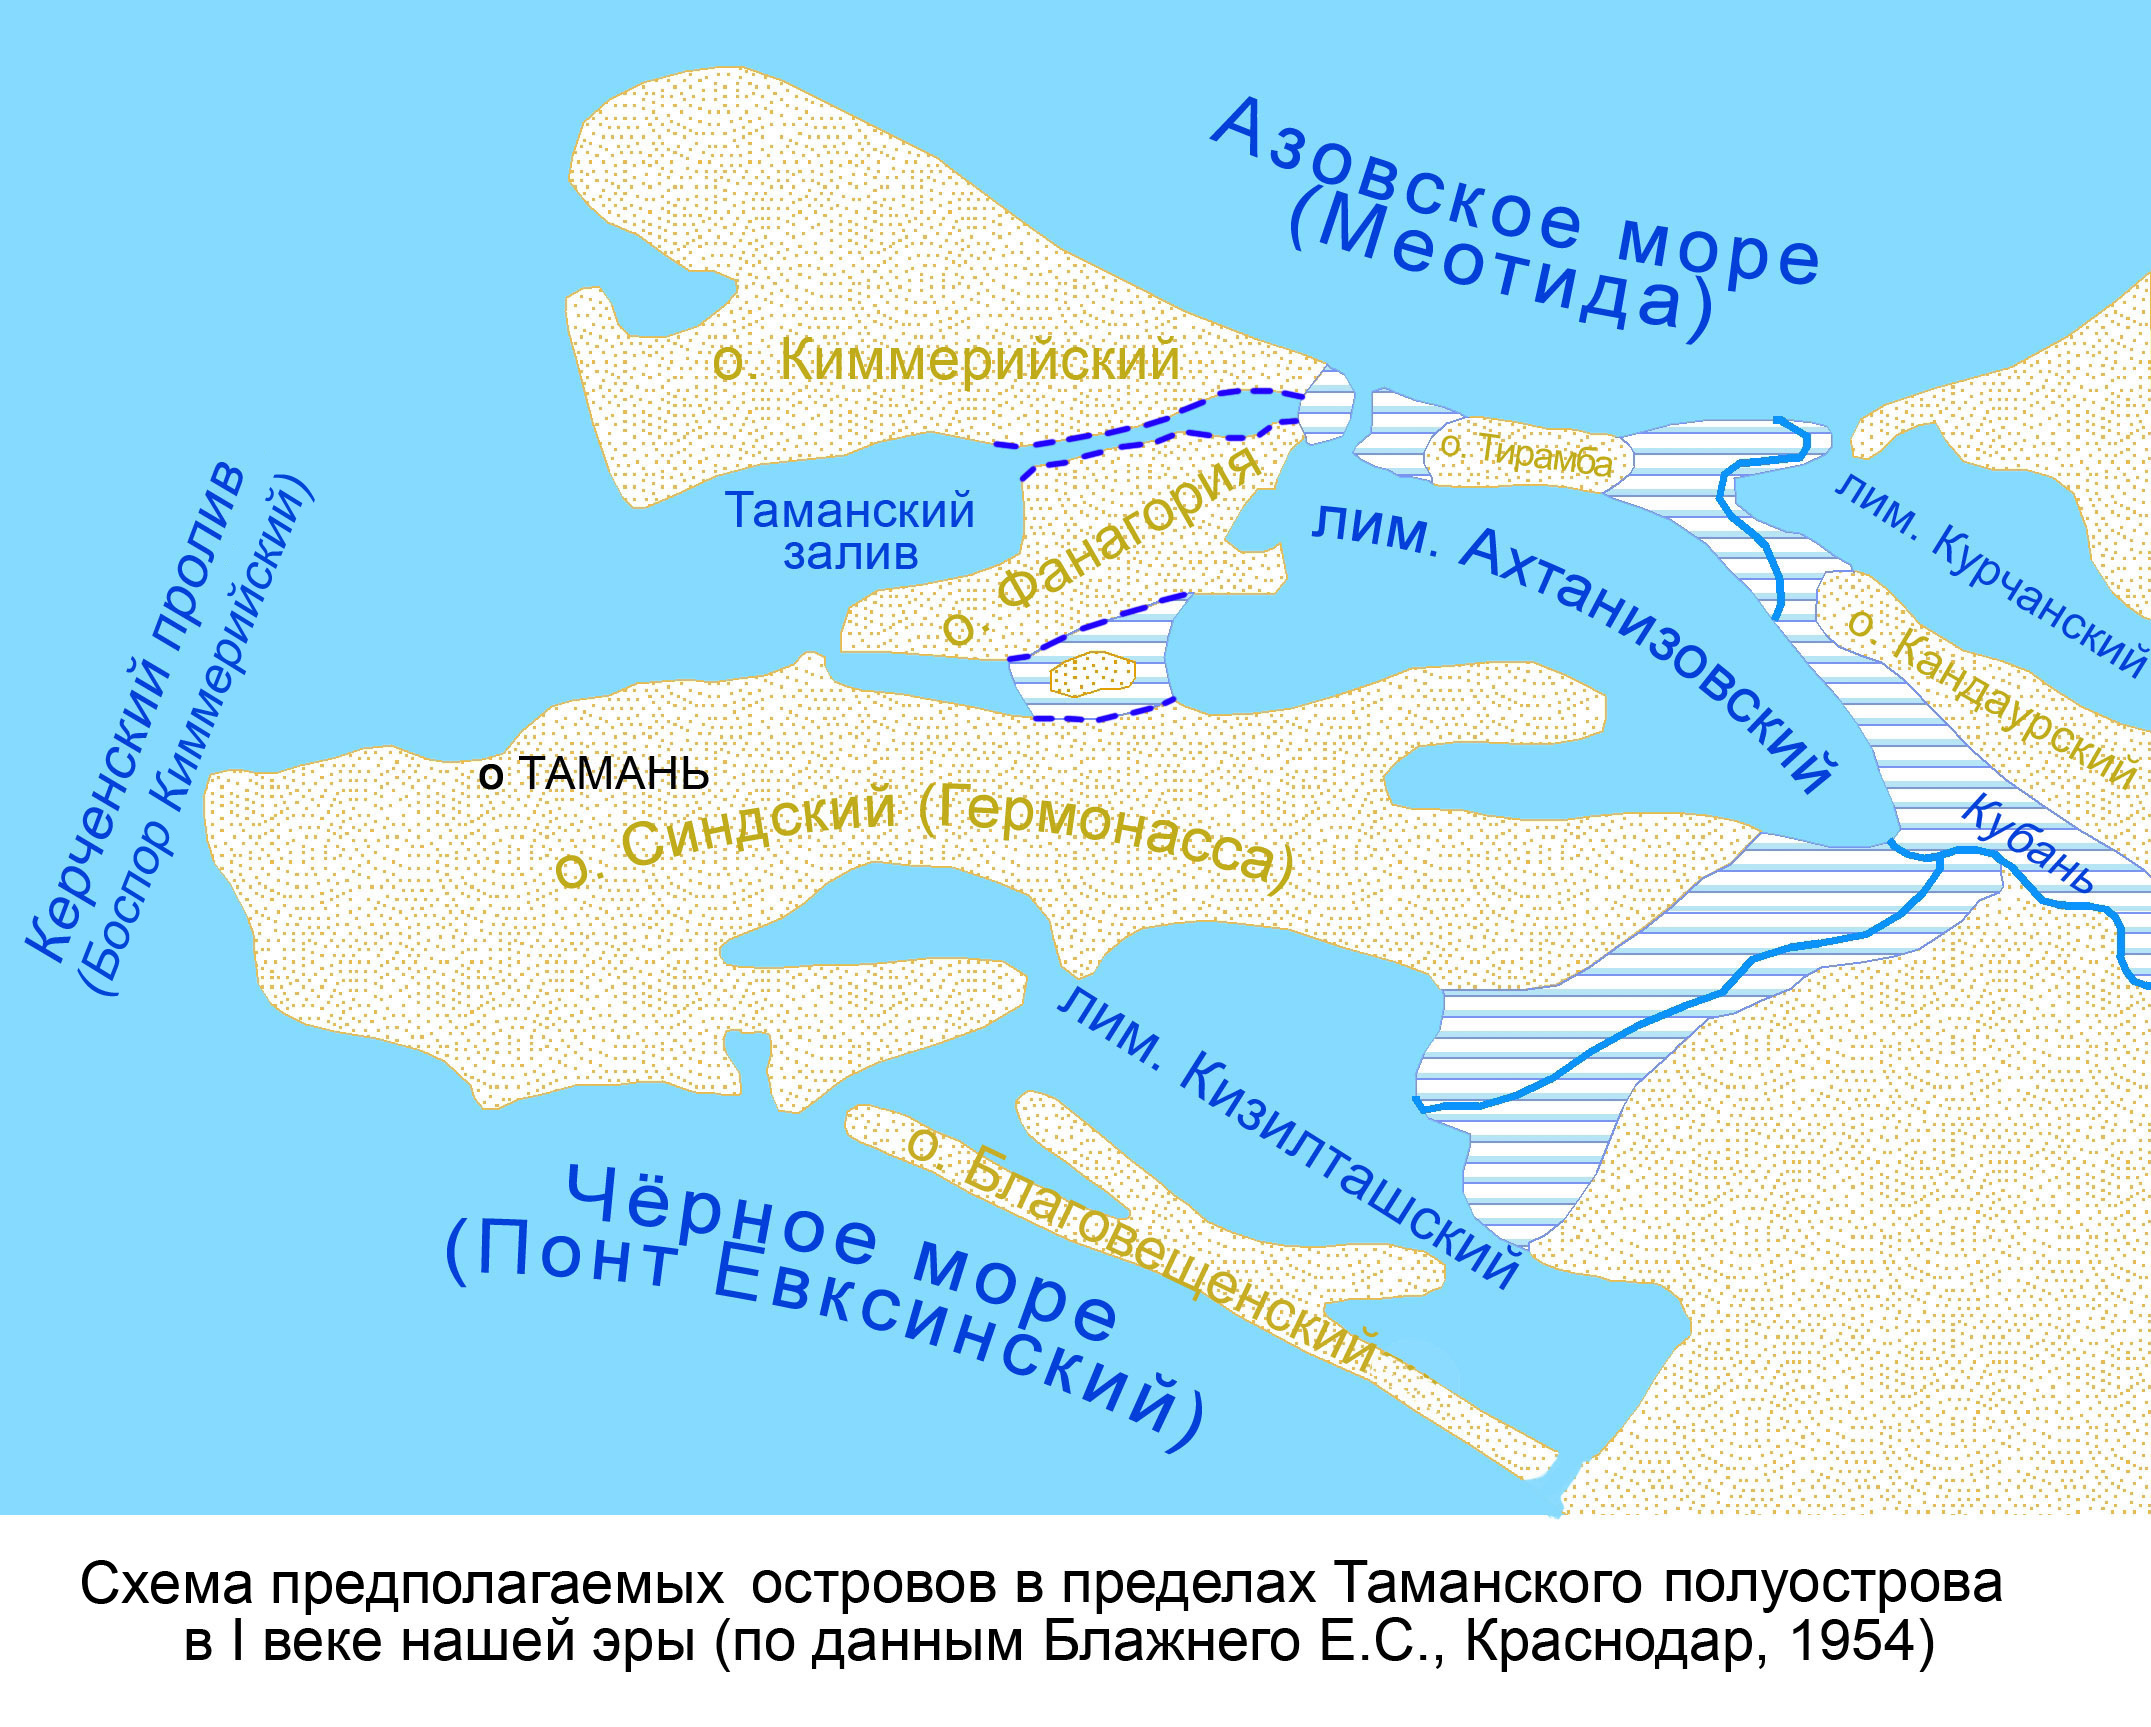 Азовское море
(Меотида)
о. Киммерийский
о Тирамба
Таманский
залив
о. Фанагория
лим. Ахтанизовский
лим. Курчанский
о. Кандаурский
Керченский пролив
(Боспор Киммерийский)
о ТАМАНЬ
о. Синдский (Гермонасса)
Кубань
лим. Кизилташский
о. Благовещенский
Чёрное море
(Понт Евксинский)
Схема предполагаемых островов в пределах Таманского полуострова
в I веке нашей эры (по данным Блажнего Е.С., Краснодар, 1954)